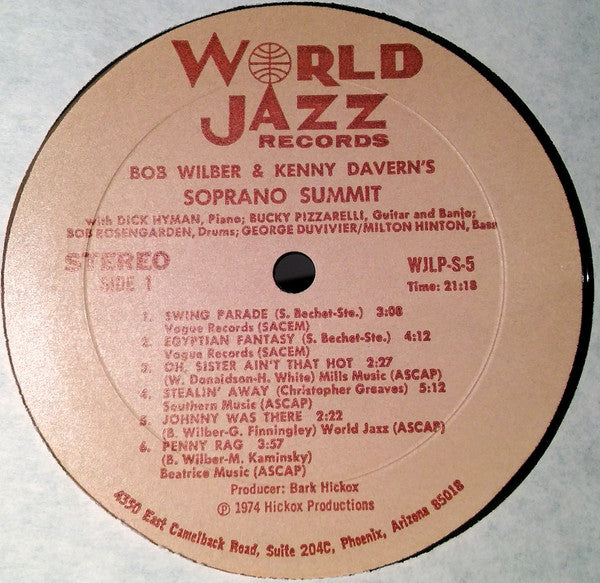 WORLD
JAZZ
RECORDS
BOB WILBER & KENNY DAVERN'S
SOPRANO SUMMIT
with DICK HYMAN, Piano; BUCKY PIZZARELLI, Guitar and Banjo;
BOB ROSENGARDEN, Drums; GEORGE DUVIVIER/MILTON HINTON, Bass
STEREO
SIDE 1
WJLP-S-5
Time: 21:18
1. SWING PARADE (S. Bechet-Ste.) 3:08
Vogue Records (SACEM)
2. EGYPTIAN FANTASY (S. Bechet-Ste.) 4:12
Vogue Records (SACEM)
3. OH, SISTER AIN'T THAT HOT 2:27
(W. Donaidson-H. White) Mills Music (ASCAP)
4. STEALIN' AWAY (Christopher Greaves) 5:12
Southern Music (ASCAP)
5. JOHNNY WAS THERE 2:22
(B. Wilber-G. Finningley) World Jazz (ASCAP)
6. PENNY RAG 3:57
(B. Wilber-M. Kaminsky)
Beatrice Music (ASCAP)
Producer: Bark Hickox
℗ 1974 Hickox Productions
4350 East Camelback Road, Suite 204C, Phoenix, Arizona 85018